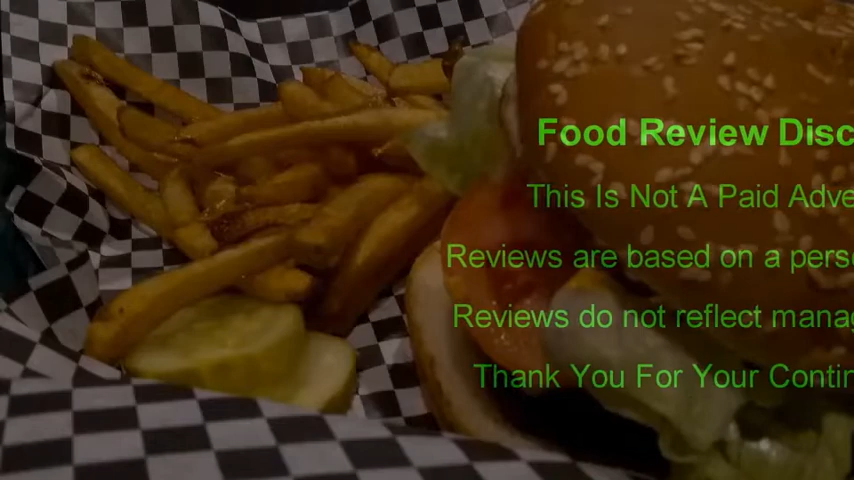 Food Review Disc
This Is Not A Paid Adve
Reviews are based on a pers
Reviews do not reflect manag
Thank You For Your Contin